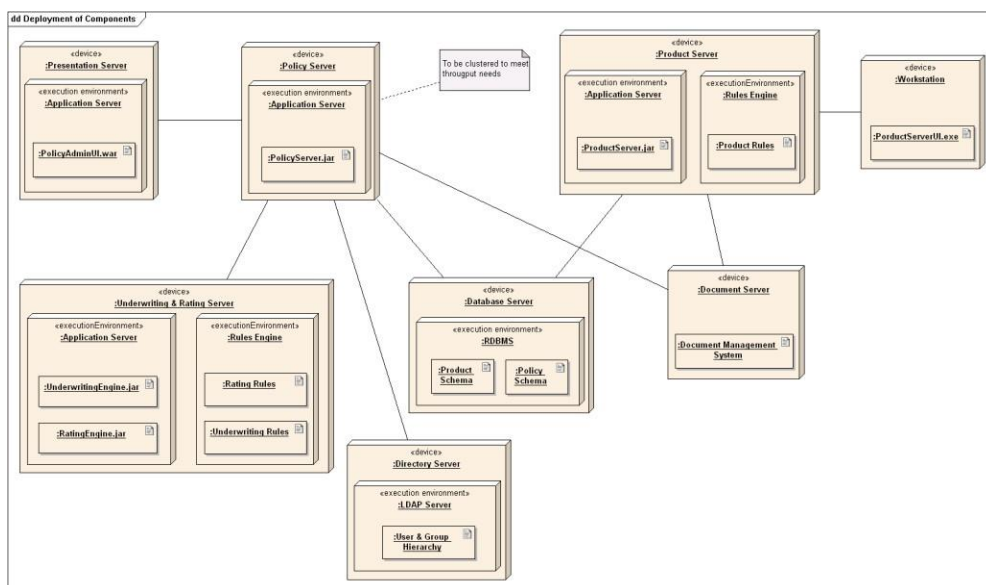 dd Deployment of Components
«device»
:Presentation Server
«execution environment»
:Application Server
:PolicyAdminUI.war
«device»
:Policy Server
«execution environment»
:Application Server
:PolicyServer.jar
To be clustered to meet
througput needs
«device»
:Product Server
«execution environment»
:Application Server
:ProductServer.jar
«executionEnvironment»
:Rules Engine
:Product Rules
«device»
:Workstation
:PorductServerUI.exe
«device»
:Underwriting & Rating Server
«executionEnvironment»
:Application Server
:UnderwritingEngine.jar
:RatingEngine.jar
«executionEnvironment»
:Rules Engine
:Rating Rules
:Underwriting Rules
«device»
:Database Server
«execution environment»
:RDBMS
:Product
Schema
:Policy
Schema
«device»
:Document Server
:Document Management
System
«device»
:Directory Server
«execution environment»
:LDAP Server
:User & Group
Hierarchy